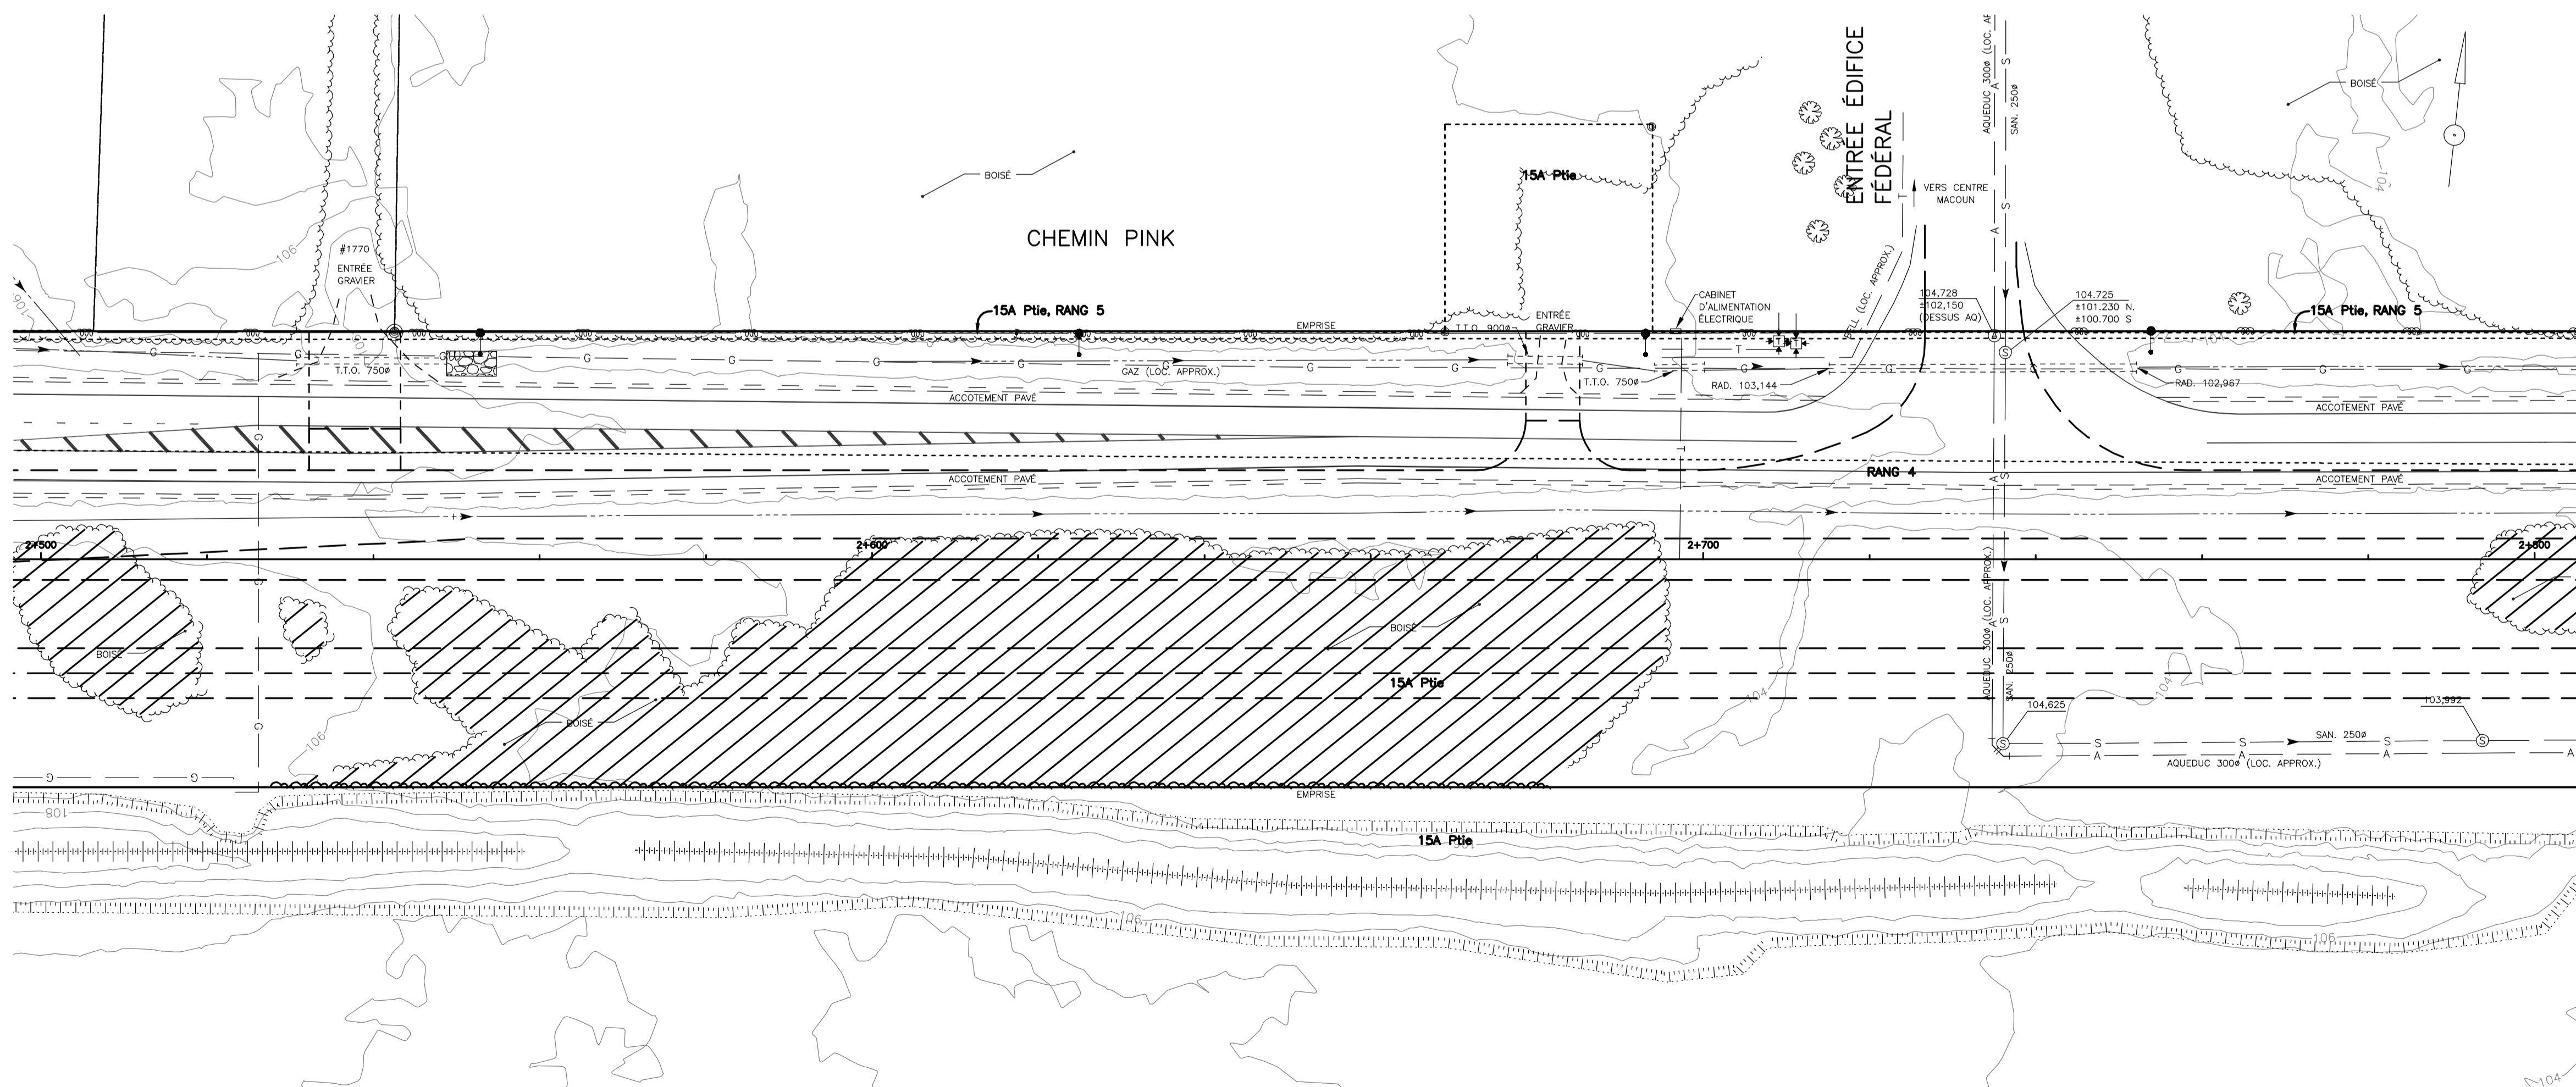 ENTRÉE ÉDIFICE
FÉDÉRAL
AQUEDUC 300ø (LOC. AP
SAN. 250ø
A
S
BOISÉ
104
BOISÉ
15A Ptie
VERS CENTRE
MACOUN
CHEMIN PINK
#1770
ENTRÉE
GRAVIER
106
106
15A Ptie, RANG 5
EMPRISE
T.T.O. 900ø
ENTRÉE
GRAVIER
CABINET
D'ALIMENTATION
ÉLECTRIQUE
BELL (LOC. APPROX.)
T
104,728
±102,150
(DESSUS AQ)
104.725
±101.230 N.
±100.700 S
15A Ptie, RANG 5
104
G
T.T.O. 750ø
GAZ (LOC. APPROX.)
T.T.O. 750ø
RAD. 103,144
RAD. 102,967
ACCOTEMENT PAVÉ
ACCOTEMENT PAVÉ
RANG 4
ACCOTEMENT PAVÉ
ACCOTEMENT PAVÉ
2+500
2+600
2+700
2+800
AQUEDUC 300ø (LOC. APPROX.)
SAN. 250ø
BOISÉ
BOISÉ
BOISÉ
15A Ptie
104
104
106
104,625
103,992
SAN. 250ø
AQUEDUC 300ø (LOC. APPROX.)
EMPRISE
108
15A Ptie
106
106
104